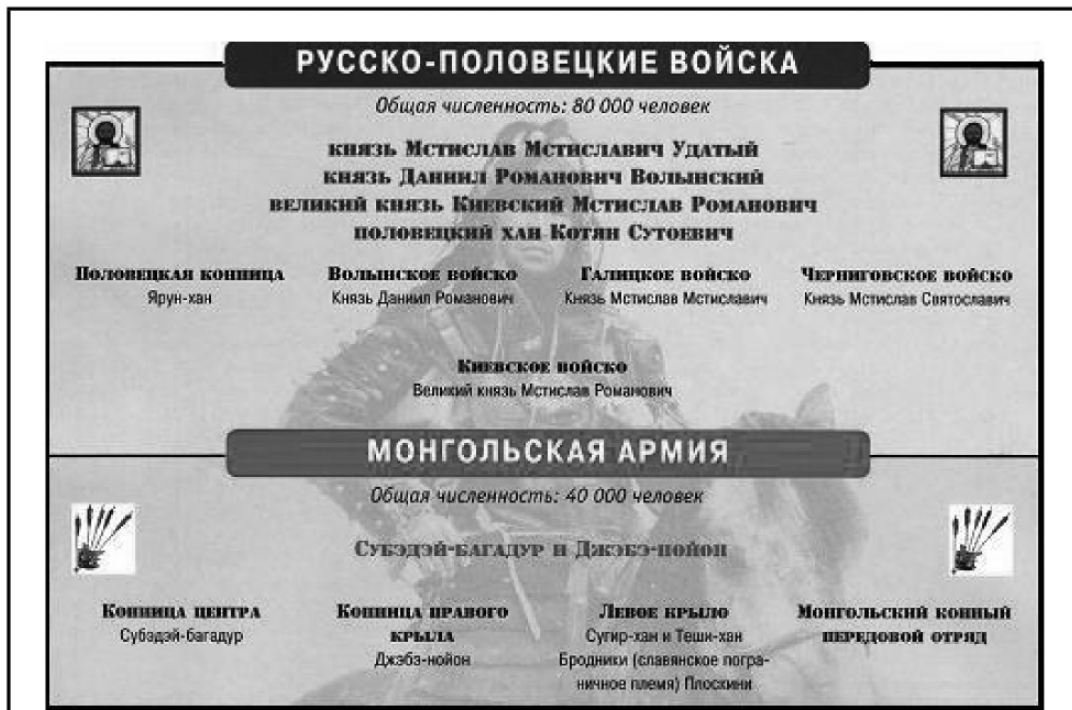 РУССКО-ПОЛОВЕЦКИЕ ВОЙСКА
Общая численность: 80 000 человек
князь Мстислав Мстиславич Удатый
князь Даниил Романович Волынский
великий князь Киевский Мстислав Романович
половецкий хан Котян Сутоевич
Половецкая конница
Ярун-хан
Волынское войско
Князь Даниил Романович
Галицкое войско
Князь Мстислав Мстиславич
Черниговское войско
Князь Мстислав Святославич
Киевское войско
Великий князь Мстислав Романович
МОНГОЛЬСКАЯ АРМИЯ
Общая численность: 40 000 человек
Субэдэй-багадур и Джэбэ-нойон
Конница центра
Субэдэй-багадур
Конница правого
крыла
Джэбэ-нойон
Левое крыло
Сугир-хан и Теши-хан
Бродники (славянское погра-
ничное племя) Плоскини
Монгольский конный
передовой отряд